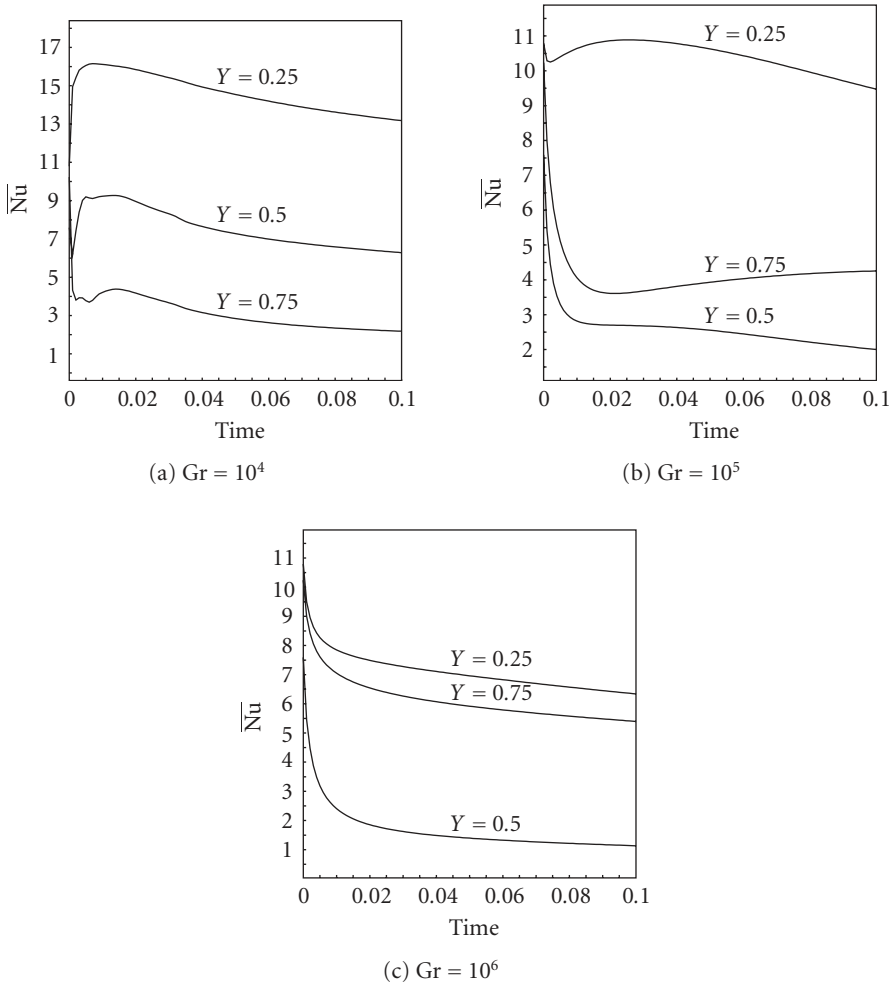 17
15
13
11
9
7
5
3
1
N̅u̅
Y = 0.25
Y = 0.5
Y = 0.75
0 0.02 0.04 0.06 0.08 0.1
Time
(a) Gr = 10⁴
11
10
9
8
7
6
5
4
3
2
N̅u̅
Y = 0.25
Y = 0.75
Y = 0.5
0 0.02 0.04 0.06 0.08 0.1
Time
(b) Gr = 10⁵
11
10
9
8
7
6
5
4
3
2
1
N̅u̅
Y = 0.25
Y = 0.75
Y = 0.5
0 0.02 0.04 0.06 0.08 0.1
Time
(c) Gr = 10⁶